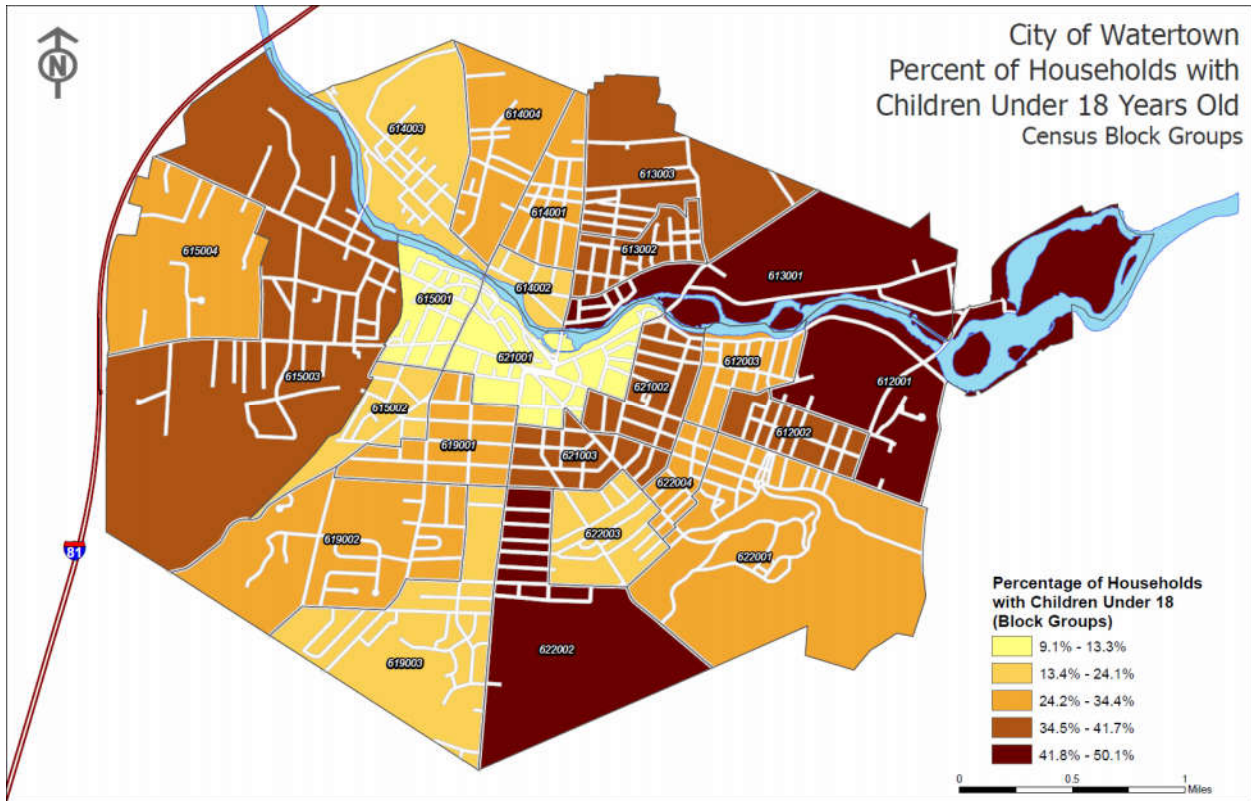 N
City of Watertown
Percent of Households with
Children Under 18 Years Old
Census Block Groups
614003
614004
613003
614001
613002
615004
613001
614002
615001
621001
612003
615003
621002
612001
615002
612002
619001
621003
622004
622003
619002
622001
81
622002
619003
Percentage of Households
with Children Under 18
(Block Groups)
9.1% - 13.3%
13.4% - 24.1%
24.2% - 34.4%
34.5% - 41.7%
41.8% - 50.1%
0 0.5 1
Miles